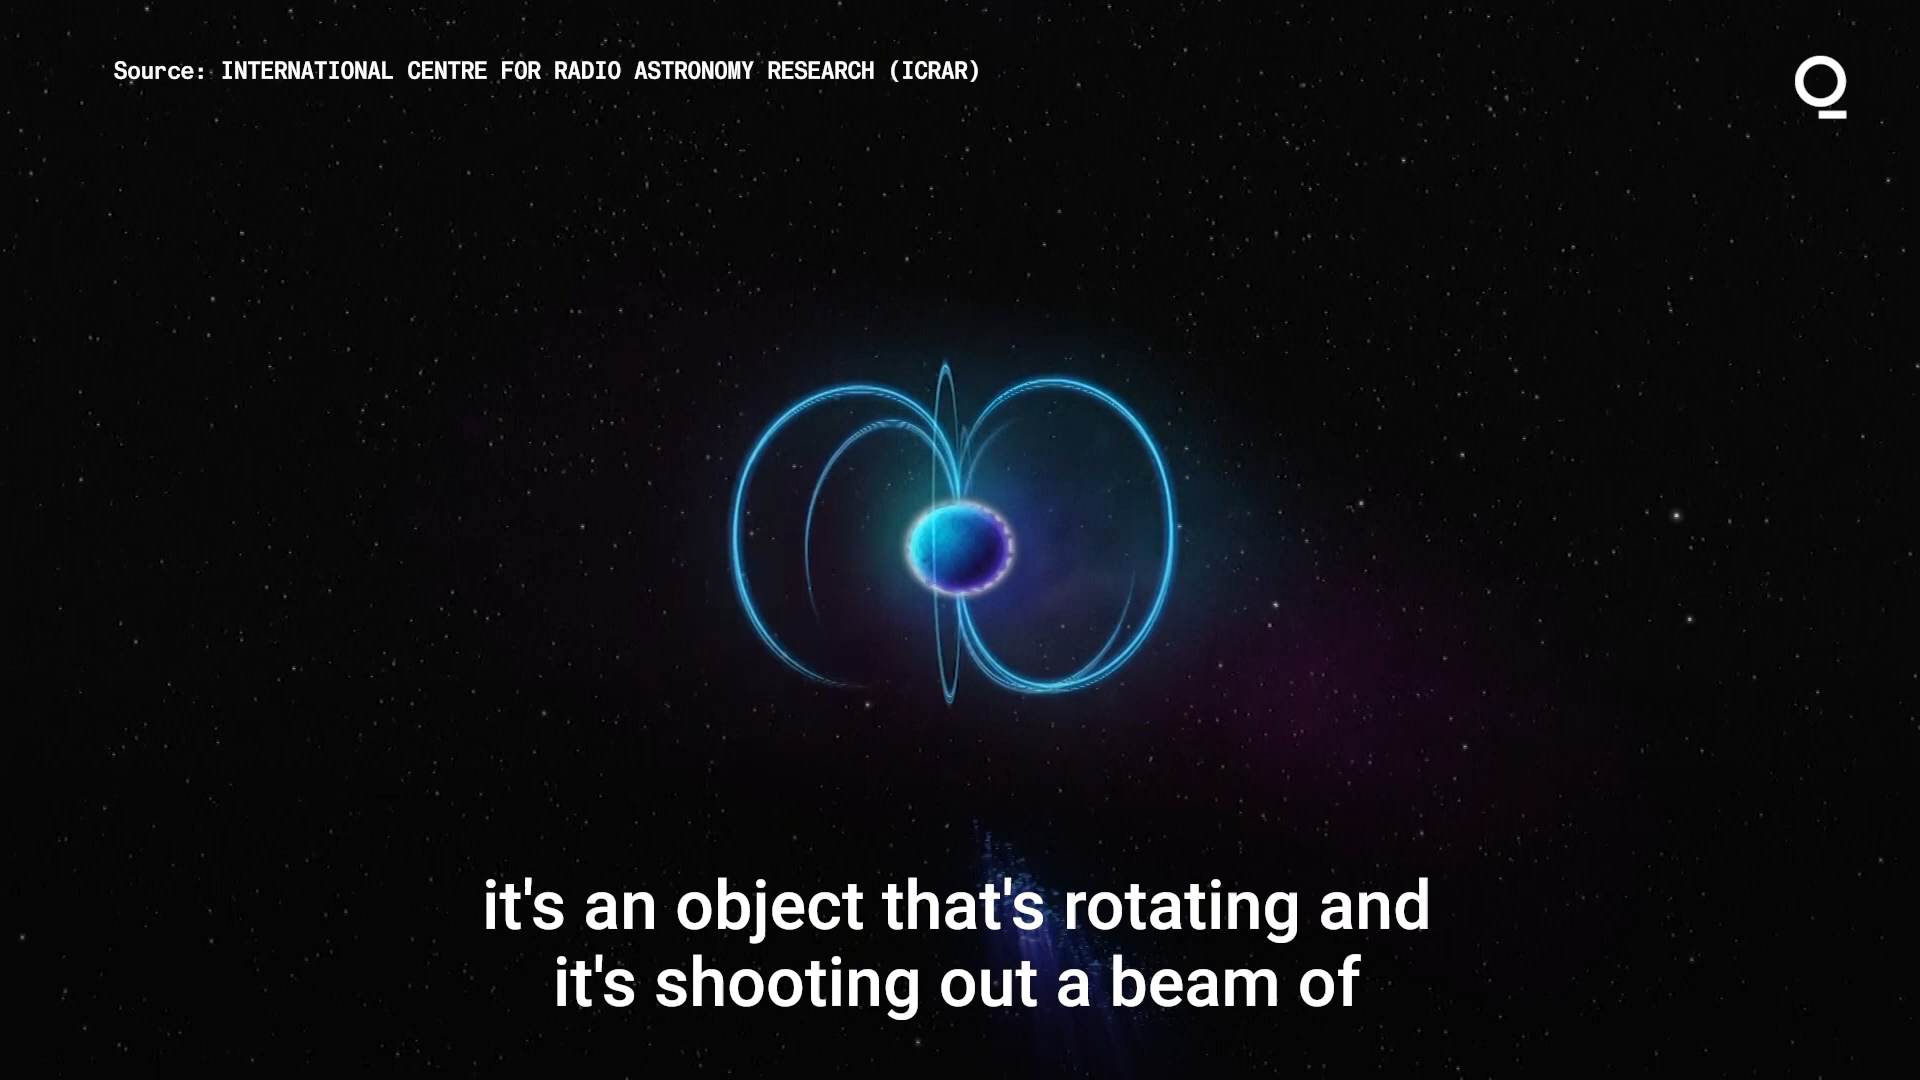 Source: INTERNATIONAL CENTRE FOR RADIO ASTRONOMY RESEARCH (ICRAR)
it's an object that's rotating and
it's shooting out a beam of